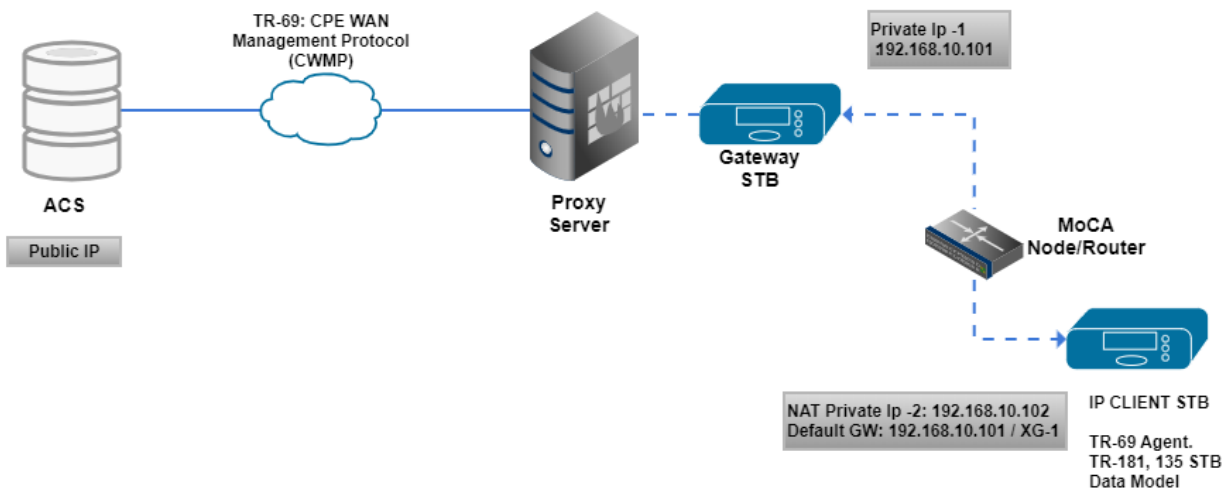 TR-69: CPE WAN
Management Protocol
(CWMP)
Private Ip -1
:192.168.10.101
Gateway
STB
ACS
Proxy
Server
Public IP
MoCA
Node/Router
NAT Private Ip -2: 192.168.10.102
Default GW: 192.168.10.101 / XG-1
IP CLIENT STB
TR-69 Agent.
TR-181, 135 STB
Data Model